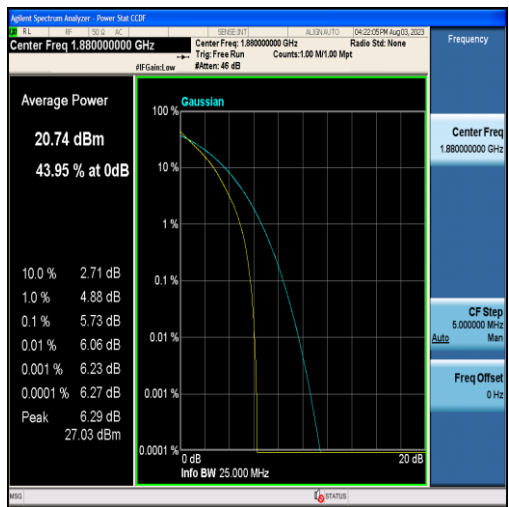 Agilent Spectrum Analyzer - Power Stat CCDF
RL RF 50 Ω AC SENSE:INT ALIGN AUTO 04:22:05 PM Aug 03, 2023
Center Freq 1.880000000 GHz
Center Freq: 1.880000000 GHz Radio Std: None
Trig: Free Run Counts:1.00 M/1.00 Mpt
#IFGain:Low #Atten: 46 dB
Frequency
Average Power
20.74 dBm
43.95 % at 0dB
10.0 % 2.71 dB
1.0 % 4.88 dB
0.1 % 5.73 dB
0.01 % 6.06 dB
0.001 % 6.23 dB
0.0001 % 6.27 dB
Peak 6.29 dB
27.03 dBm
Gaussian
100 %
10 %
1 %
0.1 %
0.01 %
0.001 %
0.0001 %
0 dB 20 dB
Info BW 25.000 MHz
Center Freq
1.880000000 GHz
CF Step
5.000000 MHz
Auto Man
Freq Offset
0 Hz
MSG STATUS